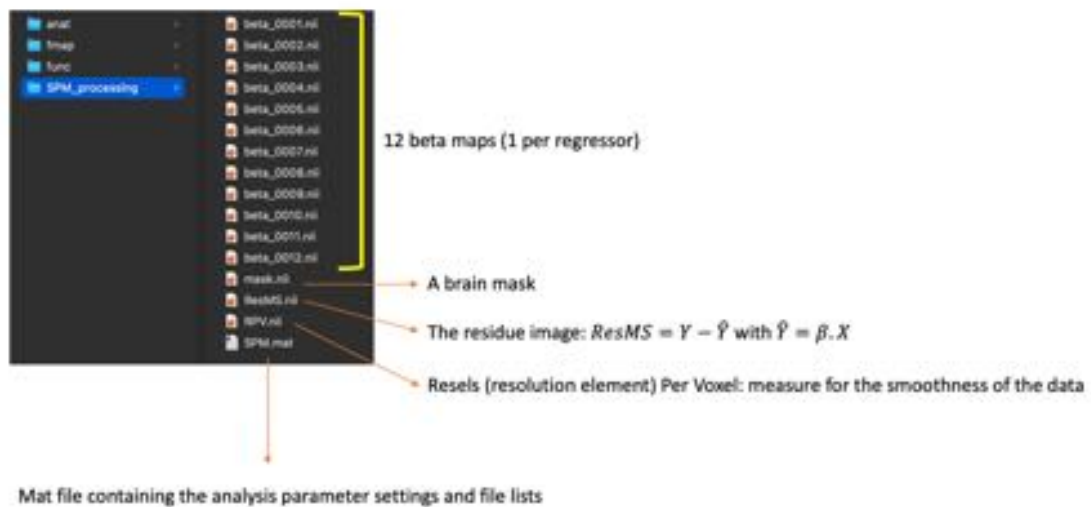 anat
fmap
func
SPM_processing
beta_0001.nii
beta_0002.nii
beta_0003.nii
beta_0004.nii
beta_0005.nii
beta_0006.nii
beta_0007.nii
beta_0008.nii
beta_0009.nii
beta_0010.nii
beta_0011.nii
beta_0012.nii
mask.nii
ResMS.nii
RPV.nii
SPM.mat
12 beta maps (1 per regressor)
A brain mask
The residue image: ResMS = Y − Ŷ with Ŷ = β. X
Resels (resolution element) Per Voxel: measure for the smoothness of the data
Mat file containing the analysis parameter settings and file lists